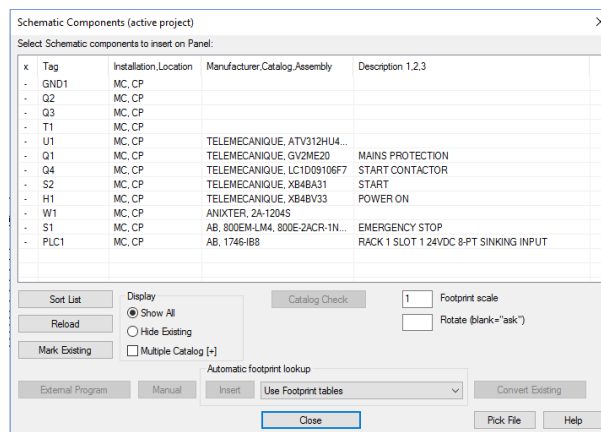 Schematic Components (active project)
Select Schematic components to insert on Panel:
x Tag Installation,Location Manufacturer,Catalog,Assembly Description 1,2,3
- GND1 MC, CP
- Q2 MC, CP
- Q3 MC, CP
- T1 MC, CP
- U1 MC, CP TELEMECANIQUE, ATV312HU4...
- Q1 MC, CP TELEMECANIQUE, GV2ME20 MAINS PROTECTION
- Q4 MC, CP TELEMECANIQUE, LC1D09106F7 START CONTACTOR
- S2 MC, CP TELEMECANIQUE, XB4BA31 START
- H1 MC, CP TELEMECANIQUE, XB4BV33 POWER ON
- W1 MC, CP ANIXTER, 2A-1204S
- S1 MC, CP AB, 800EM-LM4, 800E-2ACR-1N... EMERGENCY STOP
- PLC1 MC, CP AB, 1746-IB8 RACK 1 SLOT 1 24VDC 8-PT SINKING INPUT
Sort List Display Catalog Check 1 Footprint scale
Show All
Reload Rotate (blank="ask")
Hide Existing
Mark Existing Multiple Catalog [+]
Automatic footprint lookup
External Program Manual Insert Use Footprint tables Convert Existing
Close Pick File Help